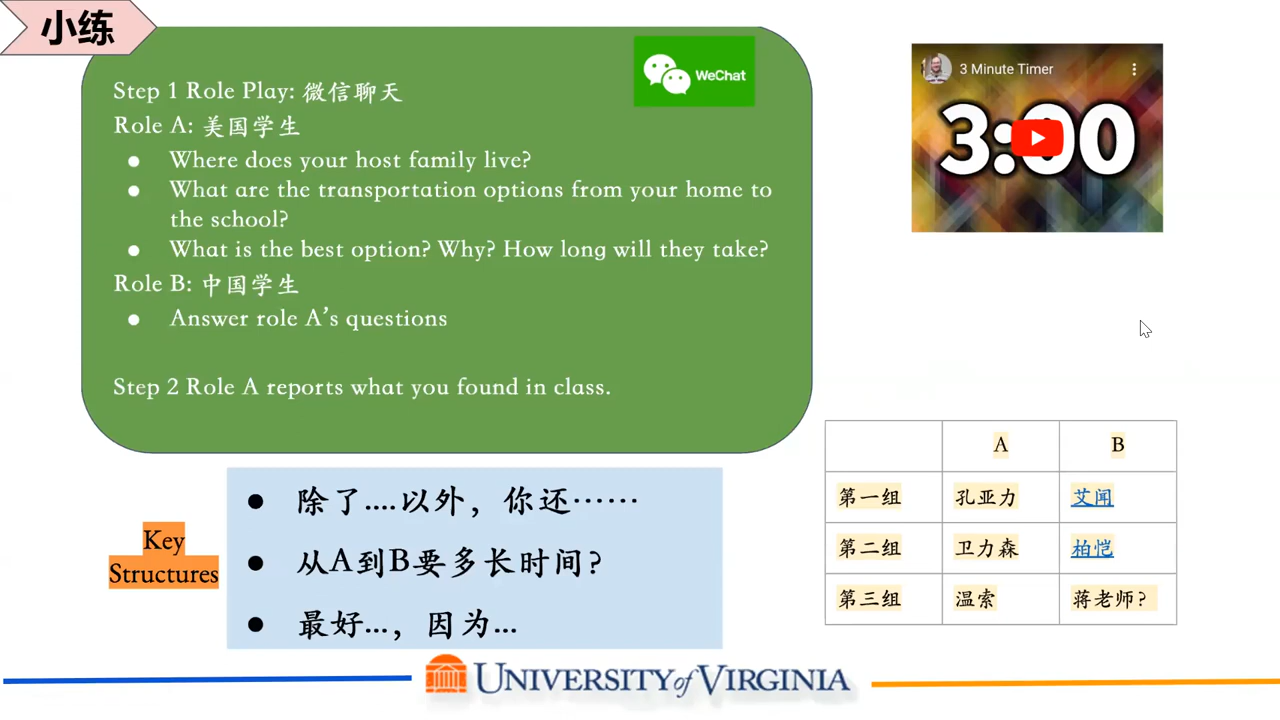 小练
WeChat
Step 1 Role Play: 微信聊天
Role A: 美国学生
● Where does your host family live?
● What are the transportation options from your home to
the school?
● What is the best option? Why? How long will they take?
Role B: 中国学生
● Answer role A's questions
Step 2 Role A reports what you found in class.
3 Minute Timer
3:00
A B
第一组 孔亚力 艾闻
第二组 卫力森 柏恺
第三组 温索 蒋老师?
Key
Structures
● 除了....以外，你还……
● 从A到B要多长时间?
● 最好...，因为...
UNIVERSITY of VIRGINIA